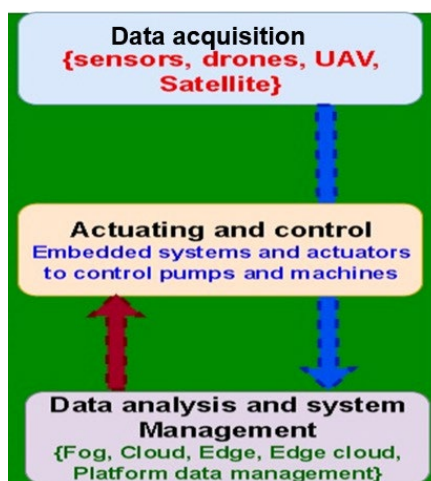 Data acquisition
{sensors, drones, UAV,
Satellite}
Actuating and control
Embedded systems and actuators
to control pumps and machines
Data analysis and system
Management
{Fog, Cloud, Edge, Edge cloud,
Platform data management}